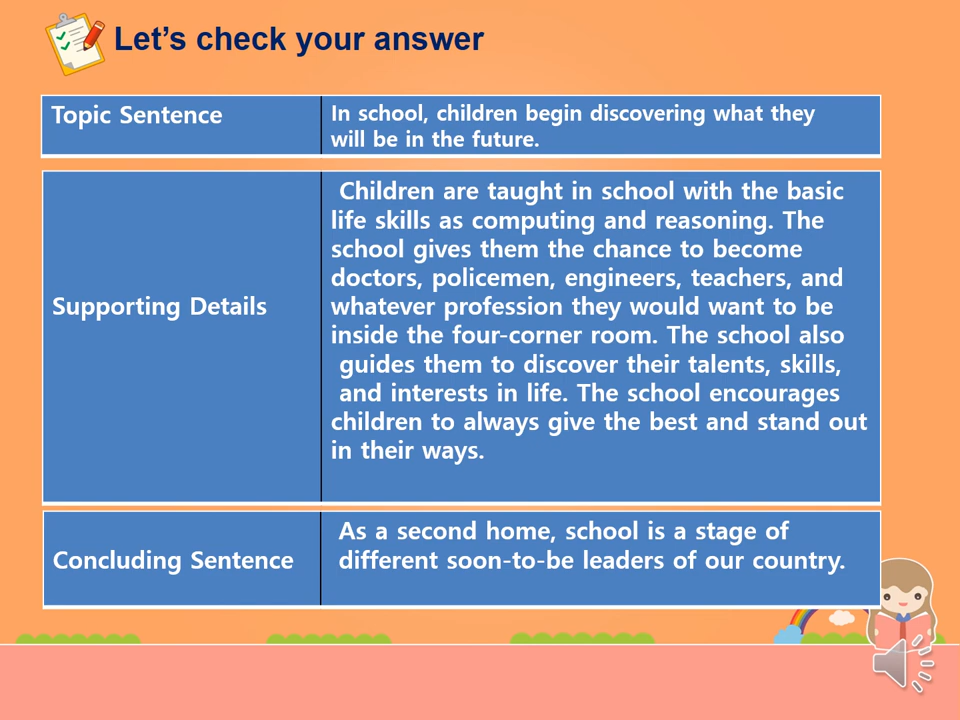 Let's check your answer
Topic Sentence
In school, children begin discovering what they
will be in the future.
Supporting Details
Children are taught in school with the basic
life skills as computing and reasoning. The
school gives them the chance to become
doctors, policemen, engineers, teachers, and
whatever profession they would want to be
inside the four-corner room. The school also
guides them to discover their talents, skills,
and interests in life. The school encourages
children to always give the best and stand out
in their ways.
Concluding Sentence
As a second home, school is a stage of
different soon-to-be leaders of our country.